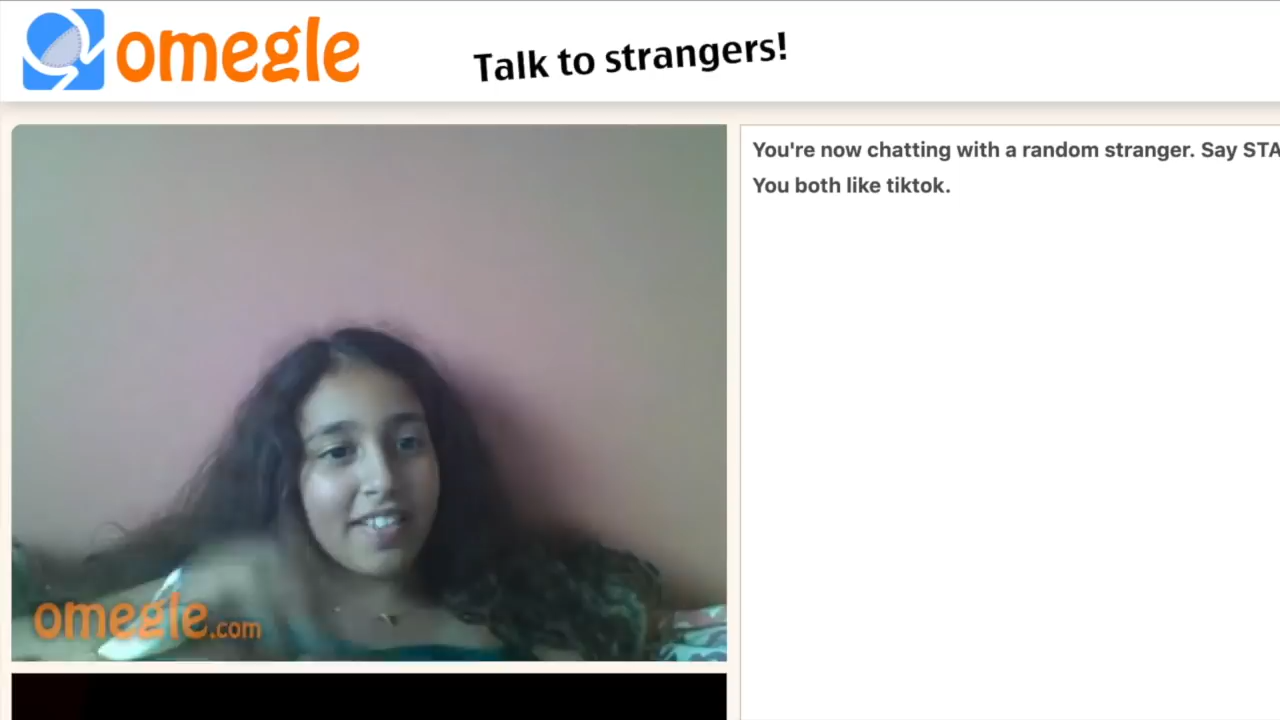 omegle
Talk to strangers!
You're now chatting with a random stranger. Say STA
You both like tiktok.
omegle.com